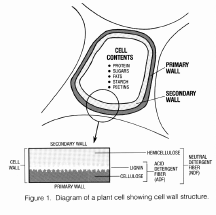 CELL
CONTENTS
● PROTEIN
● SUGARS
● FATS
● STARCH
● PECTINS
PRIMARY
WALL
SECONDARY
WALL
SECONDARY WALL
CELL
WALL
PRIMARY WALL
HEMICELLULOSE
LIGNIN
CELLULOSE
ACID
DETERGENT
FIBER
(ADF)
NEUTRAL
DETERGENT
FIBER
(NDF)
Figure 1. Diagram of a plant cell showing cell wall structure.